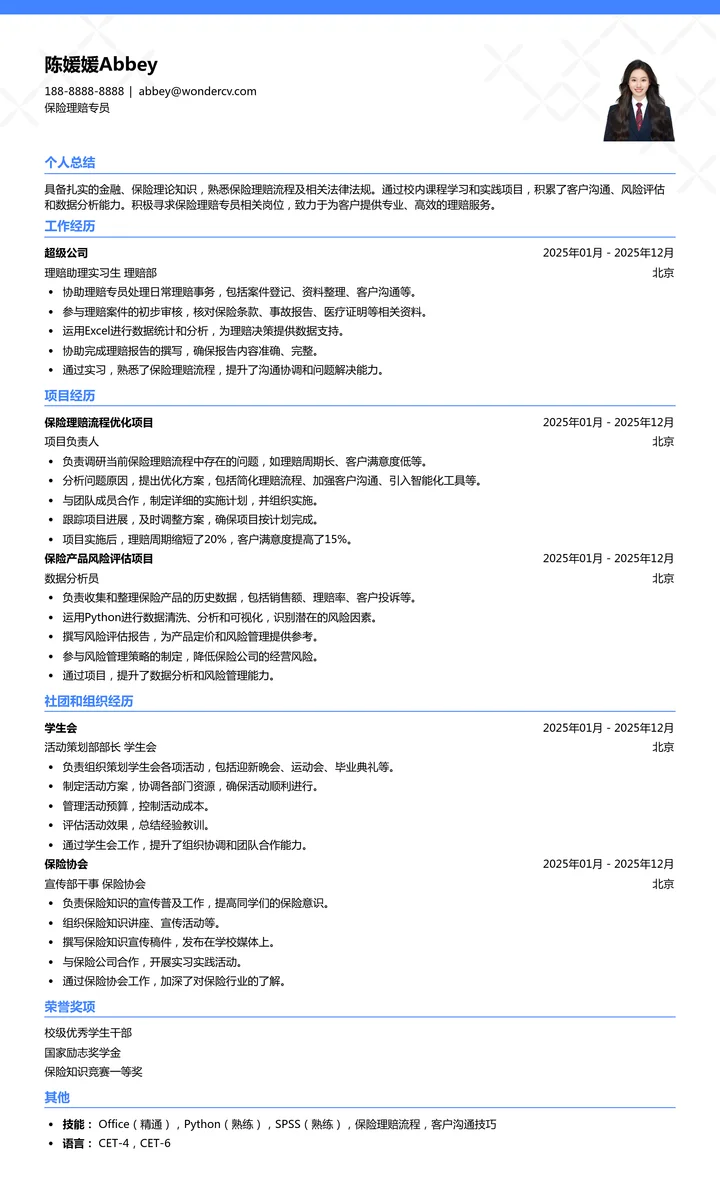 陈媛媛Abbey
188-8888-8888 | abbey@wondercv.com
保险理赔专员
个人总结
具备扎实的金融、保险理论知识，熟悉保险理赔流程及相关法律法规。通过校内课程学习和实践项目，积累了客户沟通、风险评估
和数据分析能力。积极寻求保险理赔专员相关岗位，致力于为客户提供专业、高效的理赔服务。
工作经历
超级公司 2025年01月 - 2025年12月
理赔助理实习生 理赔部 北京
• 协助理赔专员处理日常理赔事务，包括案件登记、资料整理、客户沟通等。
• 参与理赔案件的初步审核，核对保险条款、事故报告、医疗证明等相关资料。
• 运用Excel进行数据统计和分析，为理赔决策提供数据支持。
• 协助完成理赔报告的撰写，确保报告内容准确、完整。
• 通过实习，熟悉了保险理赔流程，提升了沟通协调和问题解决能力。
项目经历
保险理赔流程优化项目 2025年01月 - 2025年12月
项目负责人 北京
• 负责调研当前保险理赔流程中存在的问题，如理赔周期长、客户满意度低等。
• 分析问题原因，提出优化方案，包括简化理赔流程、加强客户沟通、引入智能化工具等。
• 与团队成员合作，制定详细的实施计划，并组织实施。
• 跟踪项目进展，及时调整方案，确保项目按计划完成。
• 项目实施后，理赔周期缩短了20%，客户满意度提高了15%。
保险产品风险评估项目 2025年01月 - 2025年12月
数据分析员 北京
• 负责收集和整理保险产品的历史数据，包括销售额、理赔率、客户投诉等。
• 运用Python进行数据清洗、分析和可视化，识别潜在的风险因素。
• 撰写风险评估报告，为产品定价和风险管理提供参考。
• 参与风险管理策略的制定，降低保险公司的经营风险。
• 通过项目，提升了数据分析和风险管理能力。
社团和组织经历
学生会 2025年01月 - 2025年12月
活动策划部部长 学生会 北京
• 负责组织策划学生会各项活动，包括迎新晚会、运动会、毕业典礼等。
• 制定活动方案，协调各部门资源，确保活动顺利进行。
• 管理活动预算，控制活动成本。
• 评估活动效果，总结经验教训。
• 通过学生会工作，提升了组织协调和团队合作能力。
保险协会 2025年01月 - 2025年12月
宣传部干事 保险协会 北京
• 负责保险知识的宣传普及工作，提高同学们的保险意识。
• 组织保险知识讲座、宣传活动等。
• 撰写保险知识宣传稿件，发布在学校媒体上。
• 与保险公司合作，开展实习实践活动。
• 通过保险协会工作，加深了对保险行业的了解。
荣誉奖项
校级优秀学生干部
国家励志奖学金
保险知识竞赛一等奖
其他
• 技能： Office（精通），Python（熟练），SPSS（熟练），保险理赔流程，客户沟通技巧
• 语言： CET-4，CET-6